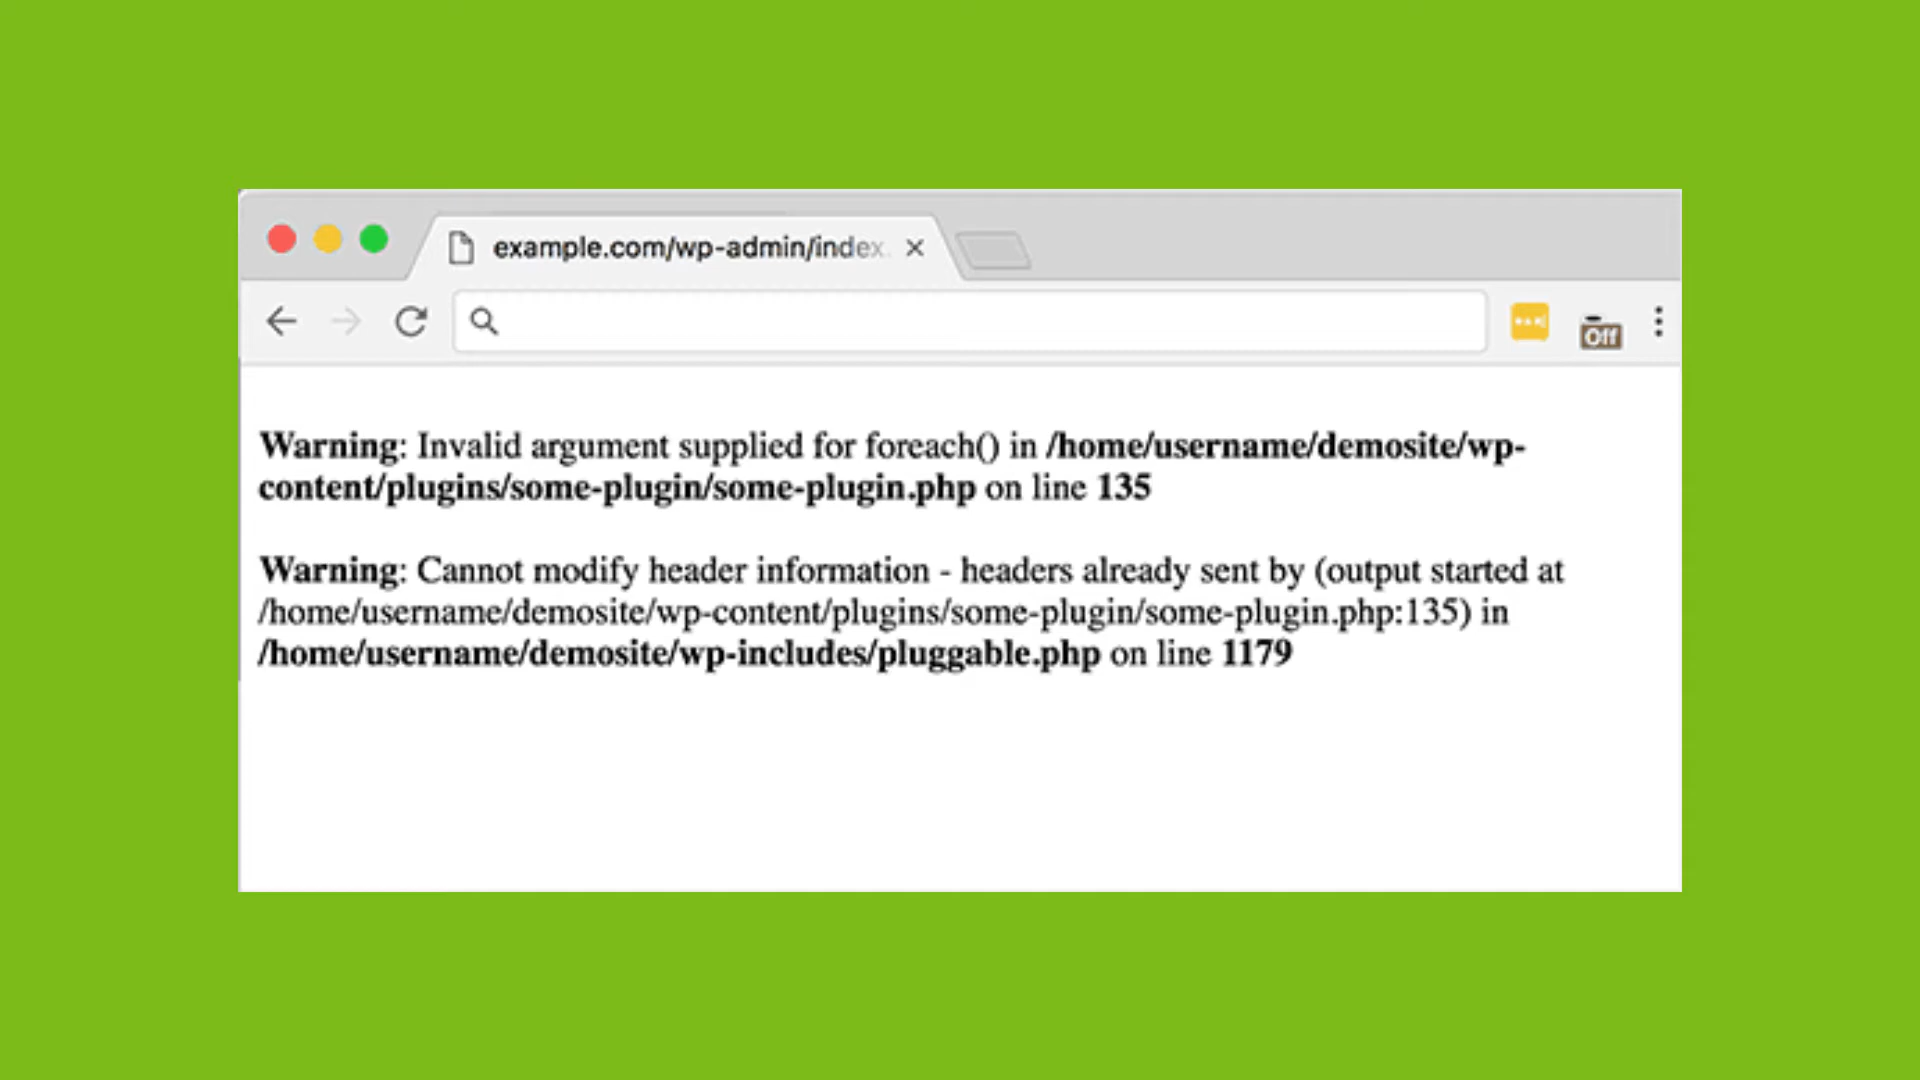 example.com/wp-admin/index.
Off
Warning: Invalid argument supplied for foreach() in /home/username/demosite/wp-
content/plugins/some-plugin/some-plugin.php on line 135
Warning: Cannot modify header information - headers already sent by (output started at
/home/username/demosite/wp-content/plugins/some-plugin/some-plugin.php:135) in
/home/username/demosite/wp-includes/pluggable.php on line 1179